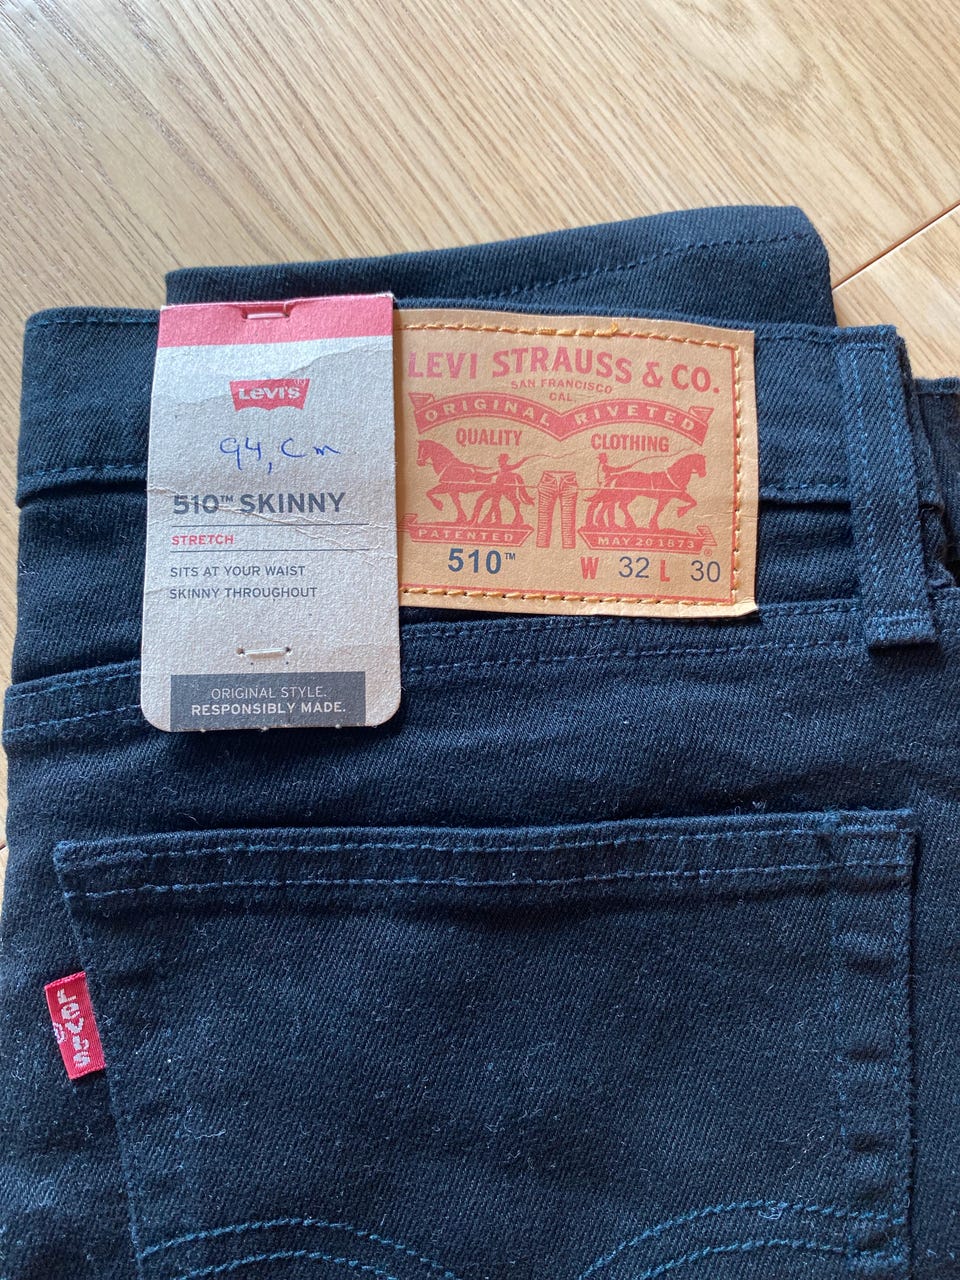 Levi's
94, cm
510™ SKINNY
STRETCH
SITS AT YOUR WAIST
SKINNY THROUGHOUT
ORIGINAL STYLE.
RESPONSIBLY MADE.
LEVI STRAUSS & CO.
SAN FRANCISCO
CAL.
ORIGINAL RIVETED
QUALITY CLOTHING
PATENTED MAY 20 1873 ®
510™ W 32 L 30
LEVI'S